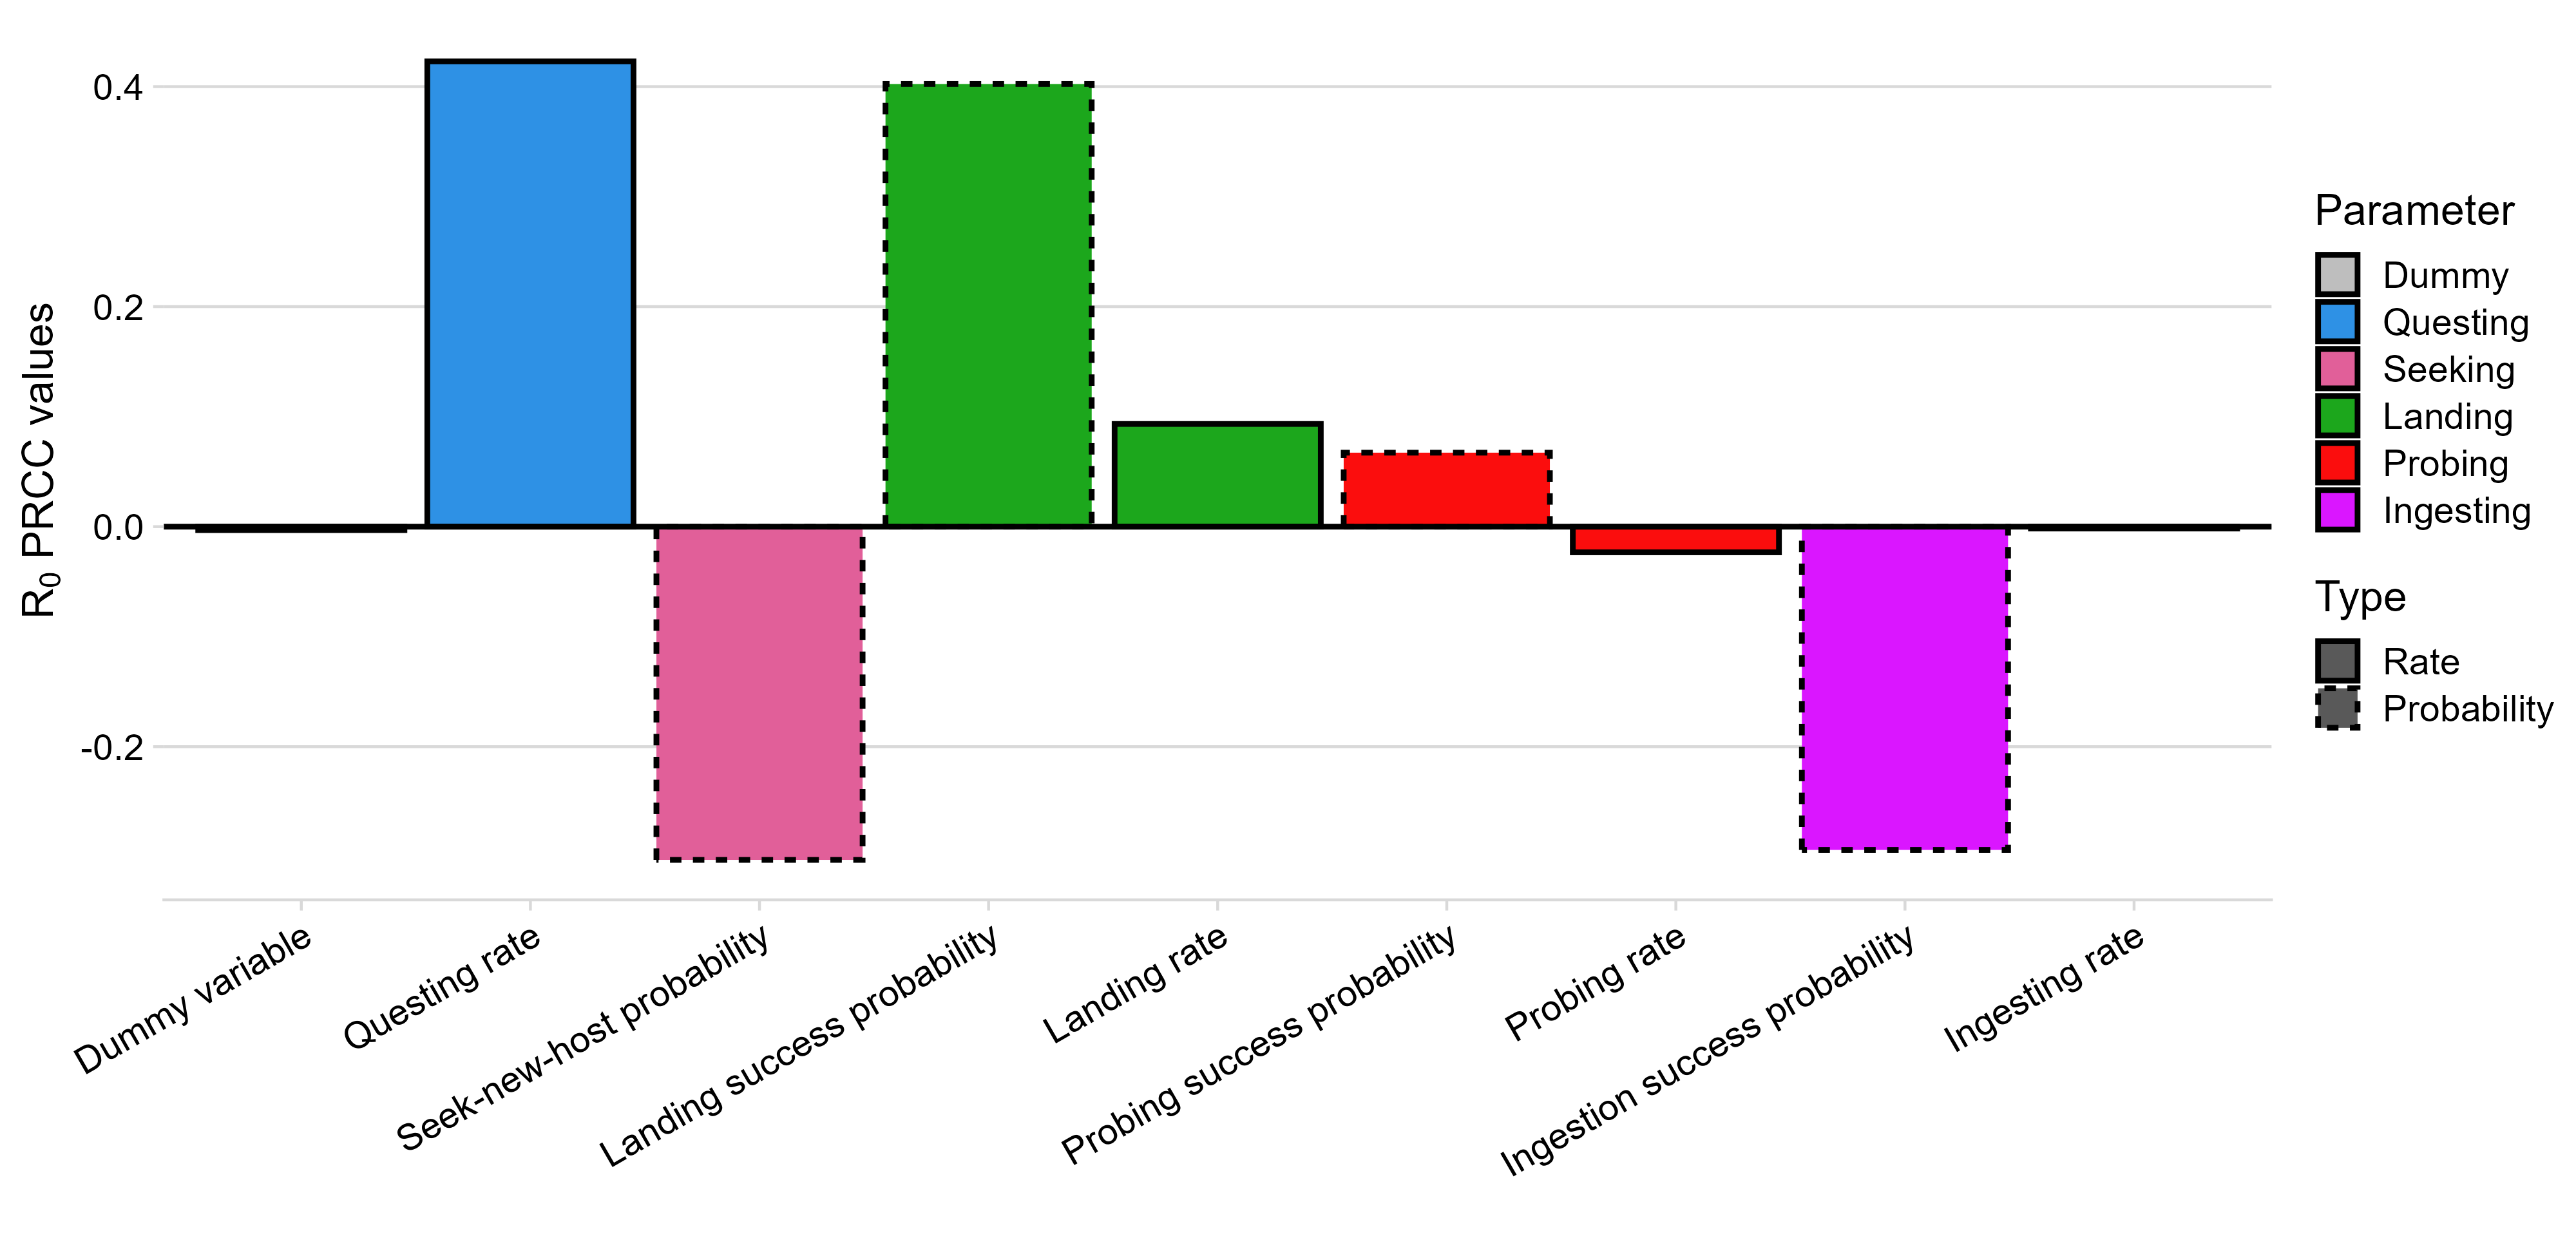 R₀ PRCC values
0.4
0.2
0.0
-0.2
Dummy variable
Questing rate
Seek-new-host probability
Landing success probability
Landing rate
Probing success probability
Probing rate
Ingestion success probability
Ingesting rate
Parameter
Dummy
Questing
Seeking
Landing
Probing
Ingesting
Type
Rate
Probability